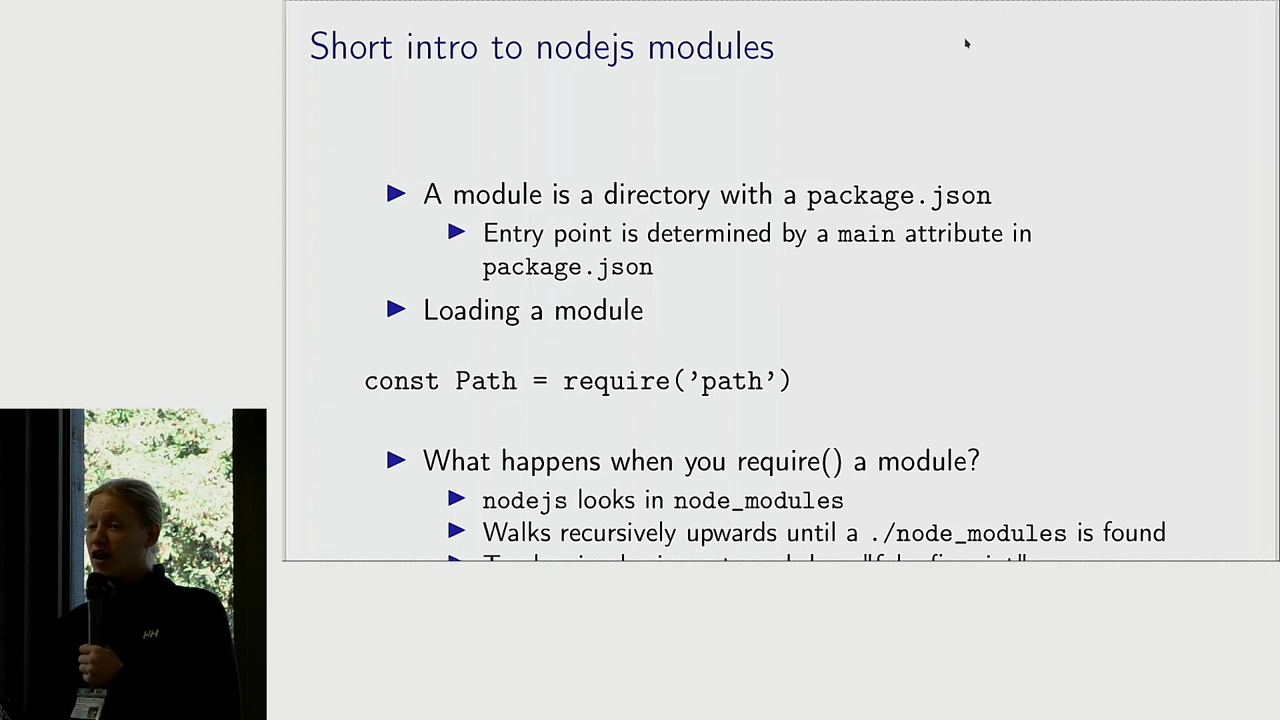 Short intro to nodejs modules
▶ A module is a directory with a package.json
▶ Entry point is determined by a main attribute in
package.json
▶ Loading a module
const Path = require('path')
▶ What happens when you require() a module?
▶ nodejs looks in node_modules
▶ Walks recursively upwards until a ./node_modules is found
HH